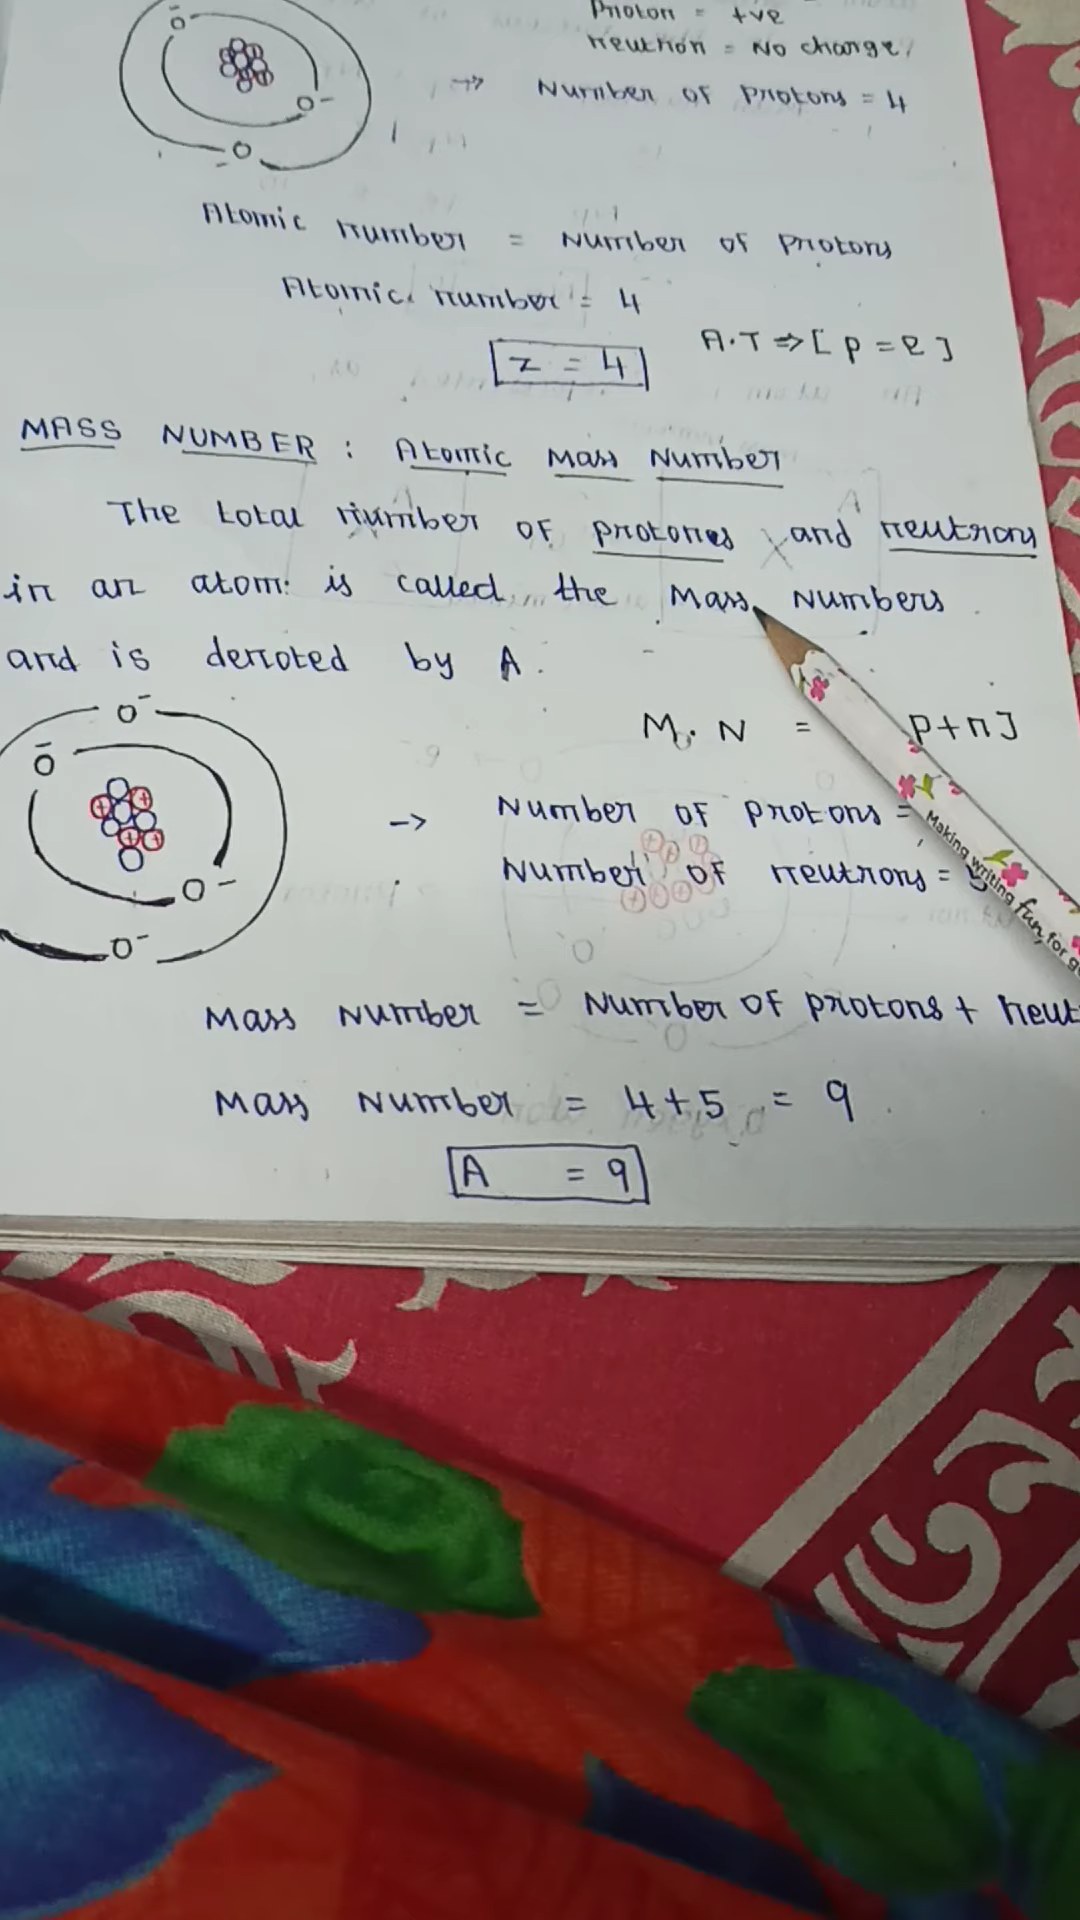 Proton = +ve
neutron = No charge
→ Number of Protons = 4
Atomic number = Number of Protons
Atomic number = 4
Z = 4
A.T ⇒ [ P = e ]
MASS NUMBER : Atomic Mass Number
The total number of protones and neutrons
in an atom is called the Mass Numbers
and is denoted by A.
M. N = P+n]
→ Number of protons =
Number of neutrons = 5
Mass Number = Number of protons + neut
Mass Number = 4+5 = 9
A = 9
Making writing fun, for g